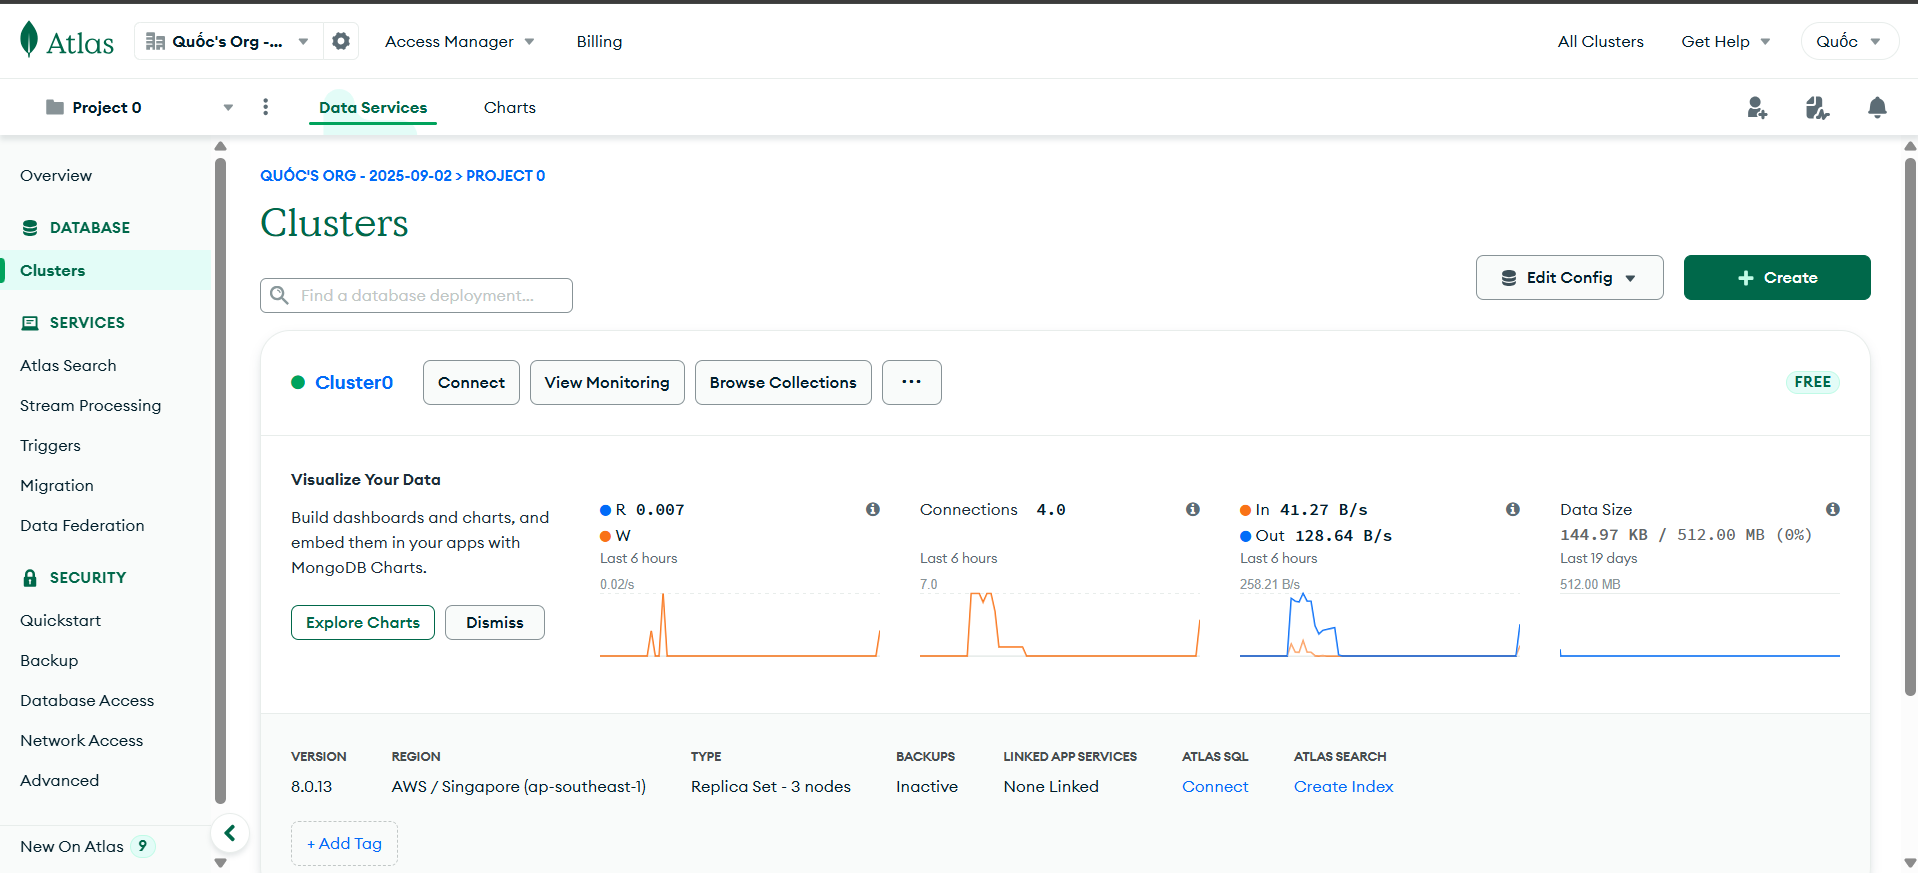 Atlas
Quốc's Org -...
Access Manager
Billing
All Clusters
Get Help
Quốc
Project 0
Data Services
Charts
Overview
DATABASE
Clusters
SERVICES
Atlas Search
Stream Processing
Triggers
Migration
Data Federation
SECURITY
Quickstart
Backup
Database Access
Network Access
Advanced
New On Atlas 9
QUỐC'S ORG - 2025-09-02 > PROJECT 0
Clusters
Find a database deployment...
Edit Config
+ Create
Cluster0
Connect
View Monitoring
Browse Collections
...
FREE
Visualize Your Data
Build dashboards and charts, and
embed them in your apps with
MongoDB Charts.
Explore Charts
Dismiss
R 0.007
W
Last 6 hours
0.02/s
Connections 4.0
Last 6 hours
7.0
In 41.27 B/s
Out 128.64 B/s
Last 6 hours
258.21 B/s
Data Size
144.97 KB / 512.00 MB (0%)
Last 19 days
512.00 MB
VERSION
8.0.13
REGION
AWS / Singapore (ap-southeast-1)
TYPE
Replica Set - 3 nodes
BACKUPS
Inactive
LINKED APP SERVICES
None Linked
ATLAS SQL
Connect
ATLAS SEARCH
Create Index
+ Add Tag